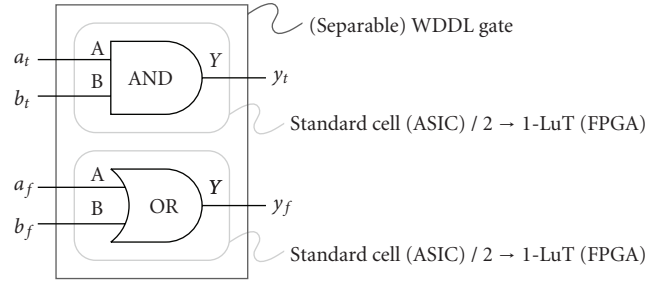 (Separable) WDDL gate
a_t A AND Y y_t
b_t B
Standard cell (ASIC) / 2 → 1-LuT (FPGA)
a_f A OR Y y_f
b_f B
Standard cell (ASIC) / 2 → 1-LuT (FPGA)